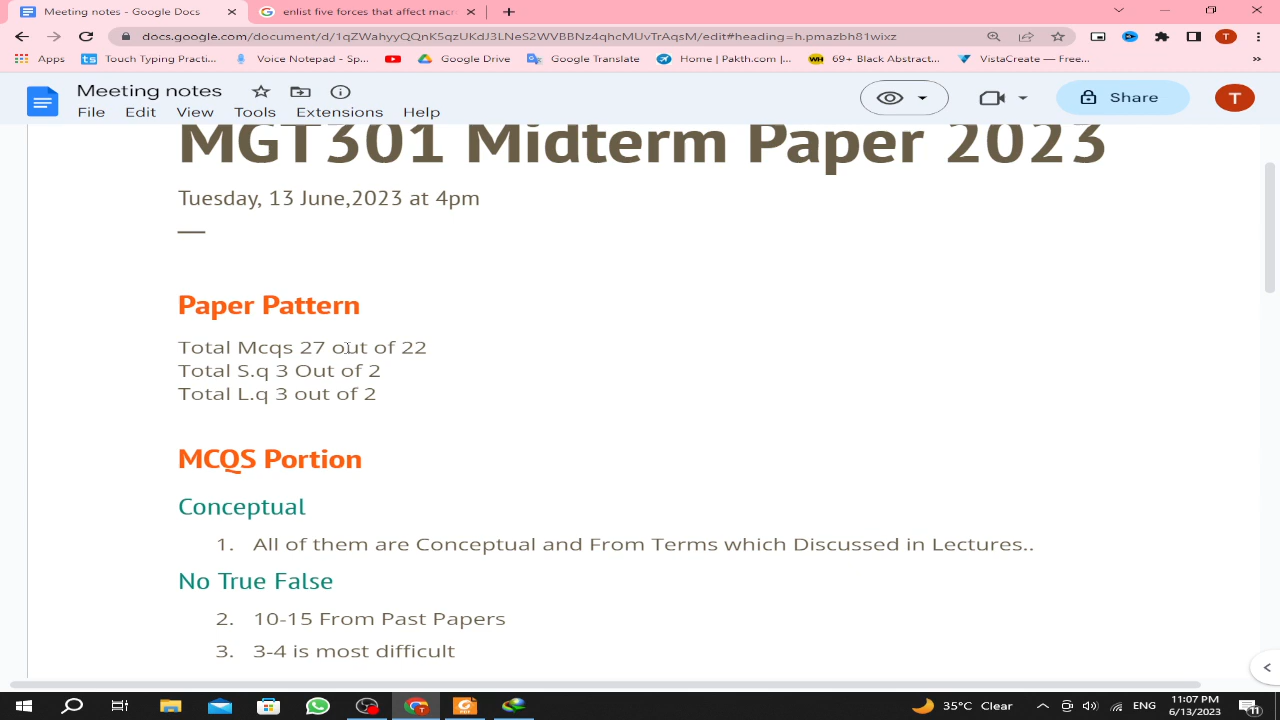 Meeting notes - Google Docs
enlist five forces that affect macr
docs.google.com/document/d/1qZWahyyQQnK5qzUKdJ3LNeS2WVBBNz4qhcMUvTrAqsM/edit#heading=h.pmazbh81wixz
T
Apps
ts
Touch Typing Practi...
Voice Notepad - Sp...
Google Drive
Google Translate
Home | Pakth.com |...
WH
69+ Black Abstract...
VistaCreate — Free...
Meeting notes
File Edit View Tools Extensions Help
Share
T
MGT301 Midterm Paper 2023
Tuesday, 13 June,2023 at 4pm
Paper Pattern
Total Mcqs 27 out of 22
Total S.q 3 Out of 2
Total L.q 3 out of 2
MCQS Portion
Conceptual
1. All of them are Conceptual and From Terms which Discussed in Lectures..
No True False
2. 10-15 From Past Papers
3. 3-4 is most difficult
35°C Clear
ENG
11:07 PM
6/13/2023
11